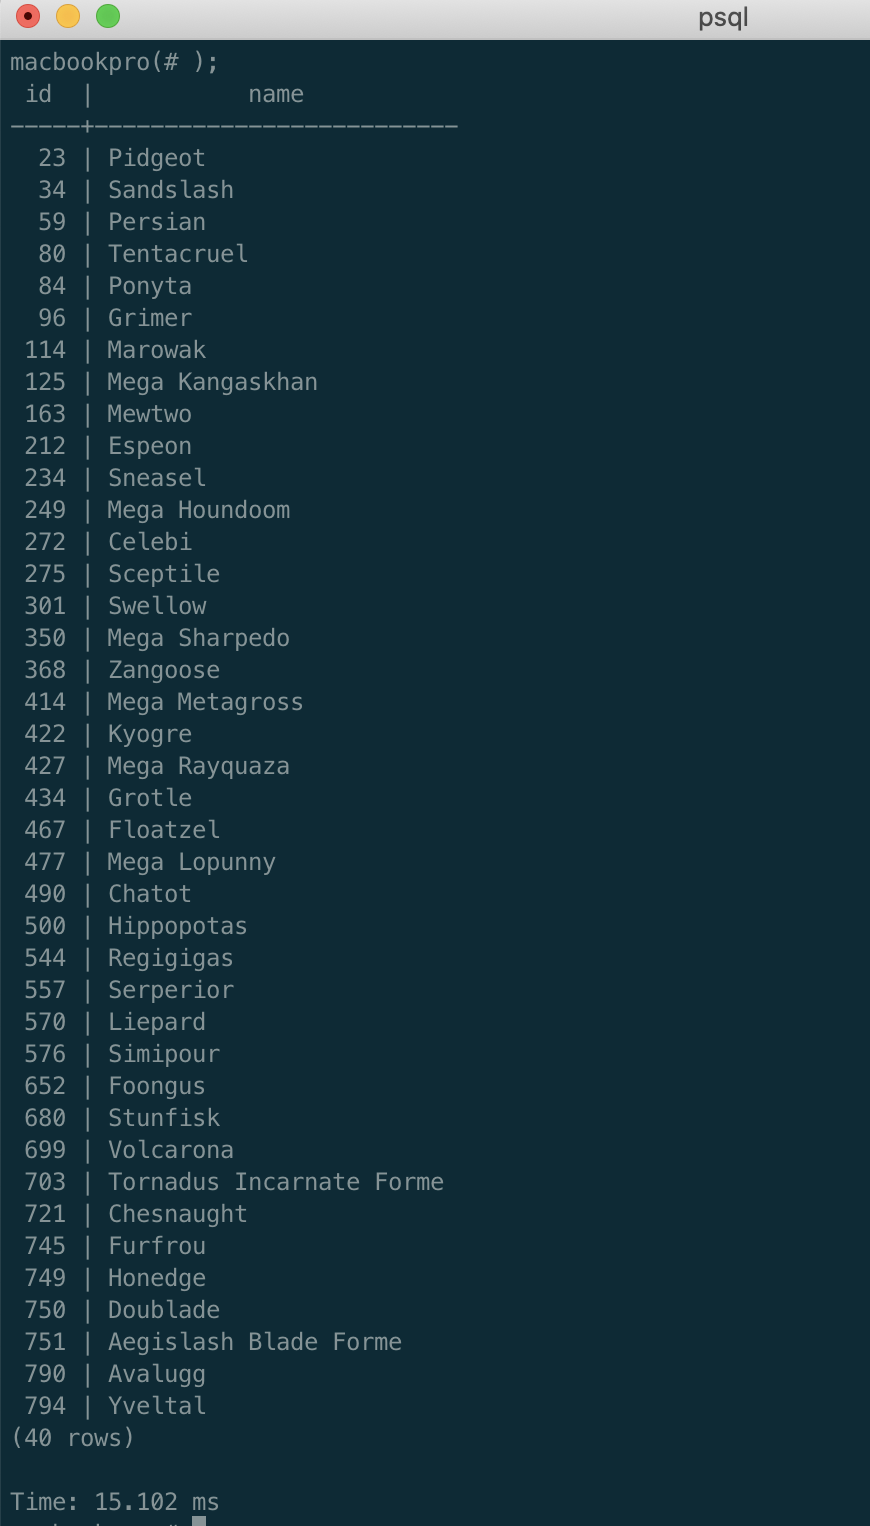 psql
macbookpro(# );
 id  |           name
-----+--------------------------
  23 | Pidgeot
  34 | Sandslash
  59 | Persian
  80 | Tentacruel
  84 | Ponyta
  96 | Grimer
 114 | Marowak
 125 | Mega Kangaskhan
 163 | Mewtwo
 212 | Espeon
 234 | Sneasel
 249 | Mega Houndoom
 272 | Celebi
 275 | Sceptile
 301 | Swellow
 350 | Mega Sharpedo
 368 | Zangoose
 414 | Mega Metagross
 422 | Kyogre
 427 | Mega Rayquaza
 434 | Grotle
 467 | Floatzel
 477 | Mega Lopunny
 490 | Chatot
 500 | Hippopotas
 544 | Regigigas
 557 | Serperior
 570 | Liepard
 576 | Simipour
 652 | Foongus
 680 | Stunfisk
 699 | Volcarona
 703 | Tornadus Incarnate Forme
 721 | Chesnaught
 745 | Furfrou
 749 | Honedge
 750 | Doublade
 751 | Aegislash Blade Forme
 790 | Avalugg
 794 | Yveltal
(40 rows)
Time: 15.102 ms